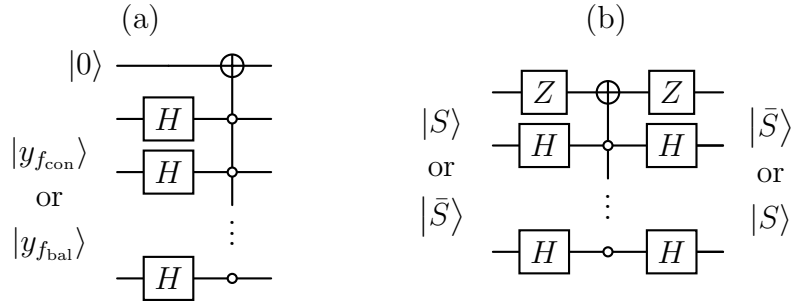 (a)
|0⟩
H
H
|y_{f_con}⟩
or
|y_{f_bal}⟩
⋮
H
(b)
Z Z
|S⟩ H H |S̄⟩
or or
|S̄⟩ ⋮ |S⟩
H H